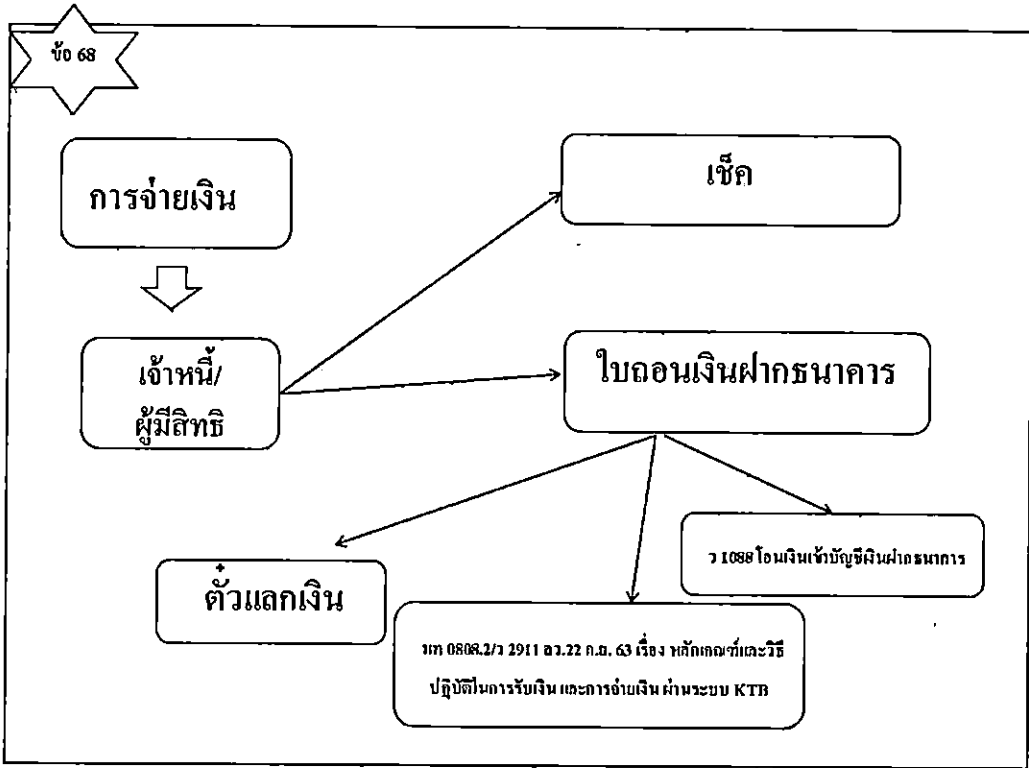 ข้อ 68
การจ่ายเงิน
เช็ค
เจ้าหนี้/
ผู้มีสิทธิ
ใบถอนเงินฝากธนาคาร
ตั๋วแลกเงิน
ว 1088 โอนเงินเข้าบัญชีเงินฝากธนาคาร
มท 0808.2/ว 2911 ลว.22 ก.ย. 63 เรื่อง หลักเกณฑ์และวิธี
ปฏิบัติในการรับเงิน และการจ่ายเงิน ผ่านระบบ KTB